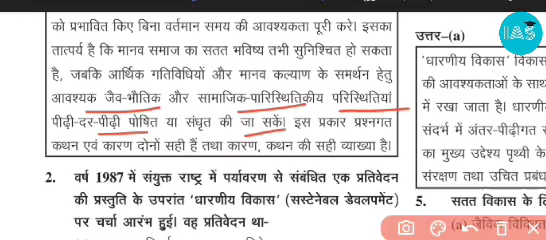 को प्रभावित किए बिना वर्तमान समय की आवश्यकता पूरी करे। इसका
तात्पर्य है कि मानव समाज का सतत भविष्य तभी सुनिश्चित हो सकता
है, जबकि आर्थिक गतिविधियों और मानव कल्याण के समर्थन हेतु
आवश्यक जैव-भौतिक और सामाजिक-पारिस्थितिकीय परिस्थितियां
पीढ़ी-दर-पीढ़ी पोषित या संधृत की जा सकें। इस प्रकार प्रश्नगत
कथन एवं कारण दोनों सही हैं तथा कारण, कथन की सही व्याख्या है।
2. वर्ष 1987 में संयुक्त राष्ट्र में पर्यावरण से संबंधित एक प्रतिवेदन
की प्रस्तुति के उपरांत 'धारणीय विकास' (सस्टेनेबल डेवलपमेंट)
पर चर्चा आरंभ हुई। वह प्रतिवेदन था-
उत्तर-(a)
'धारणीय विकास' विकास
की आवश्यकताओं के साथ
में रखा जाता है। धारणी
संदर्भ में अंतर-पीढ़ीगत
का मुख्य उद्देश्य पृथ्वी के
संरक्षण तथा उचित प्रबंध
5. सतत विकास के
(a) जैविक
IAS